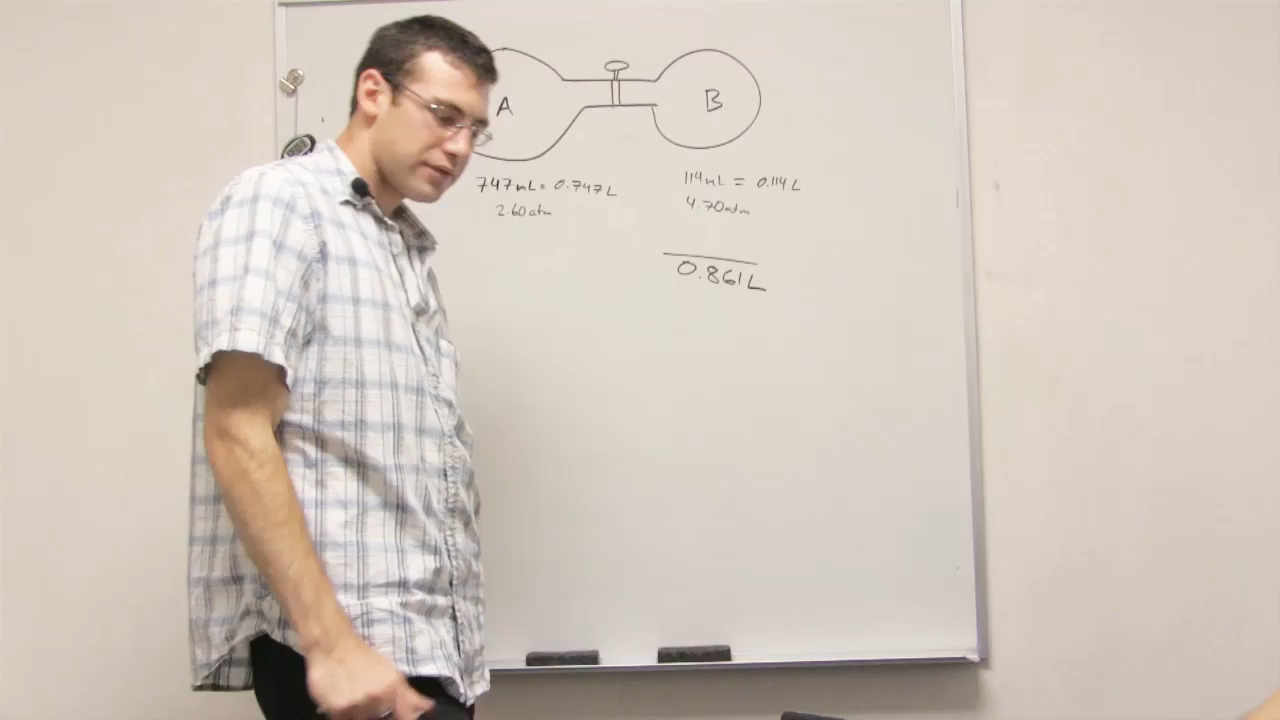 A
B
747mL = 0.747L
114mL = 0.114L
2.60atm
4.70atm
0.861L